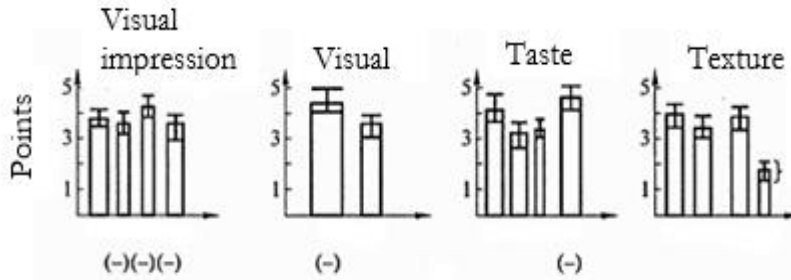 Visual
impression
Visual
Taste
Texture
Points
5
3
1
5
3
1
5
3
1
5
3
1
(-)(-)(-)
(-)
(-)